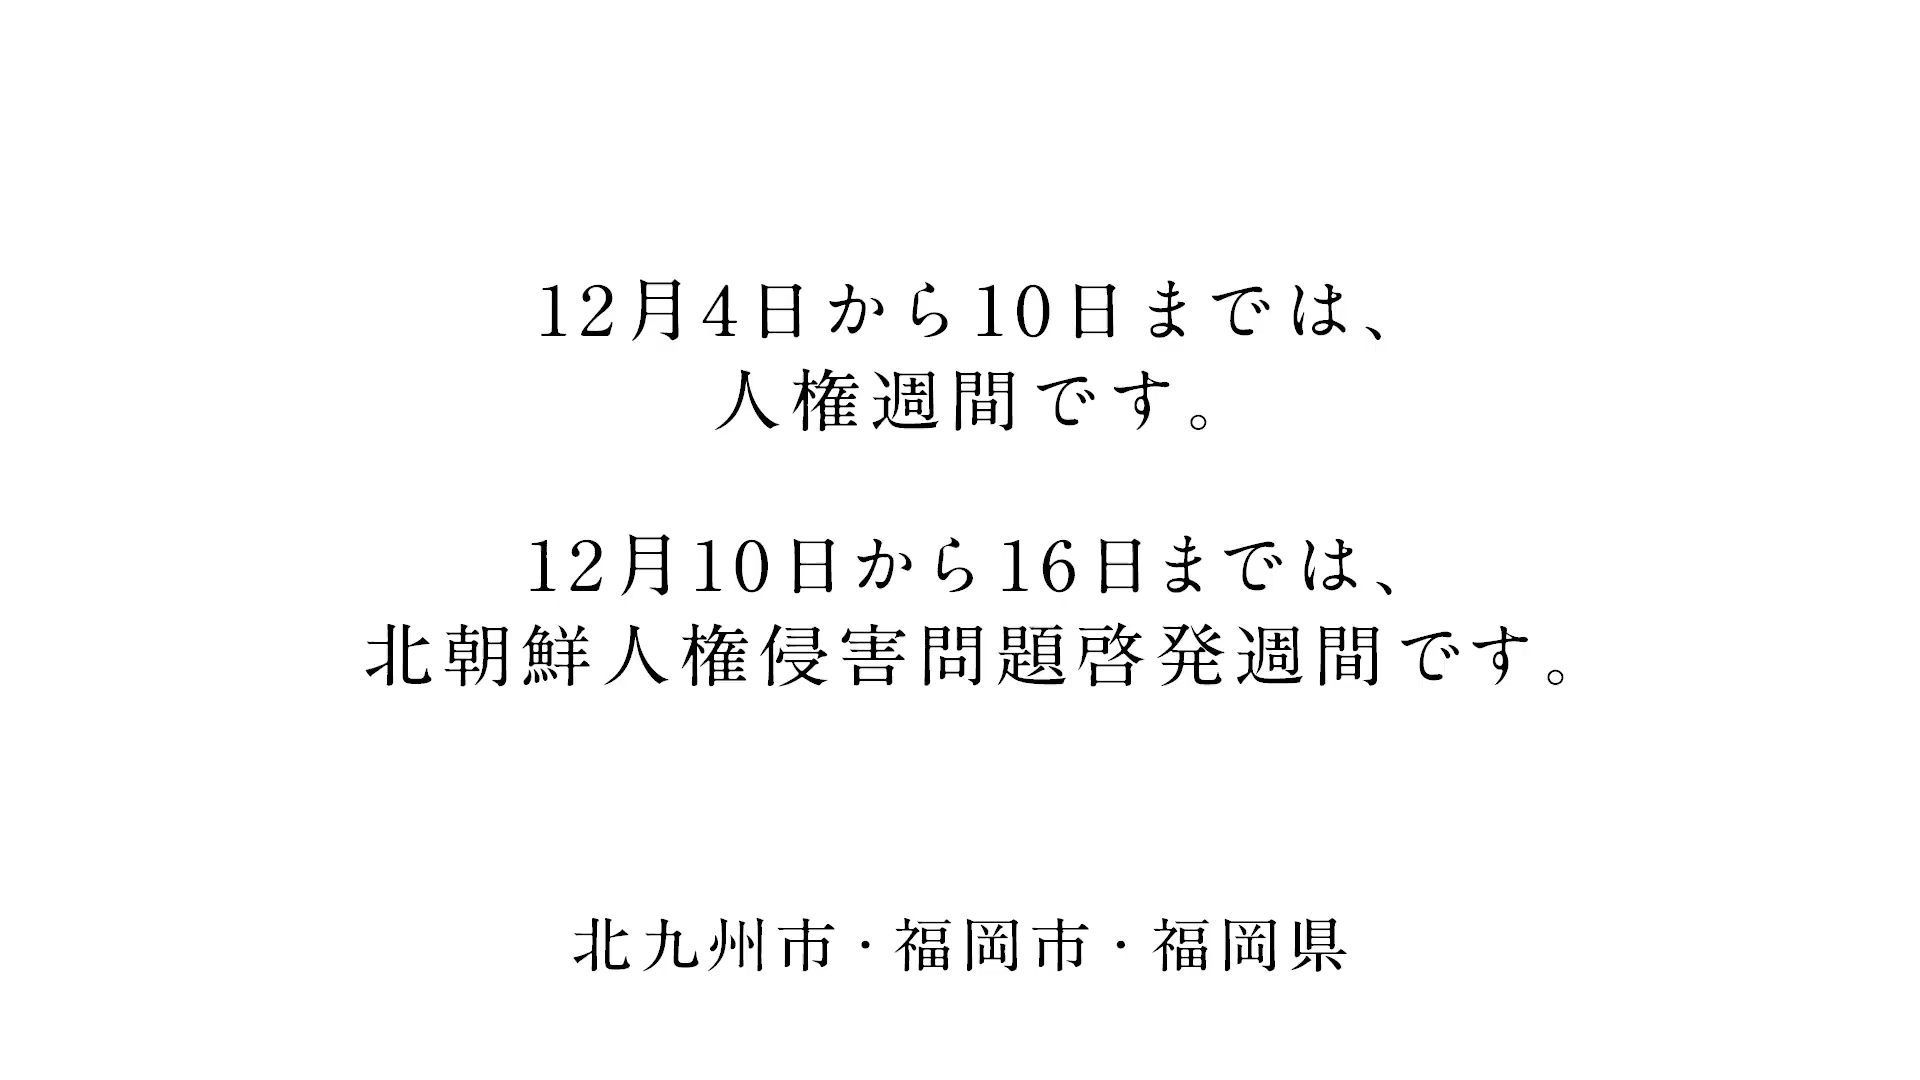 12月4日から10日までは、
人権週間です。
12月10日から16日までは、
北朝鮮人権侵害問題啓発週間です。
北九州市・福岡市・福岡県